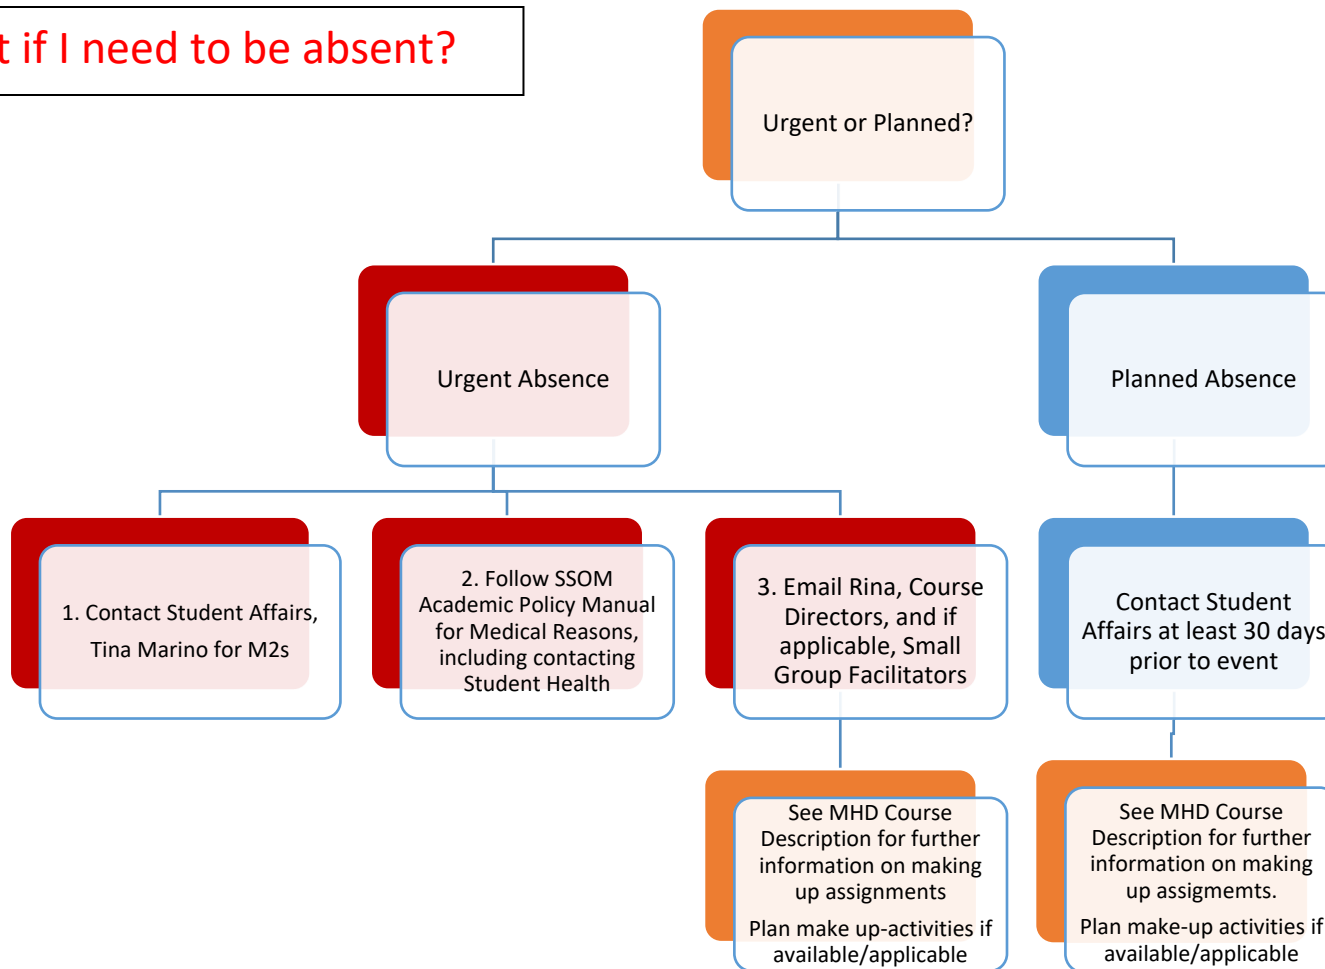 t if I need to be absent?
Urgent or Planned?
Urgent Absence
Planned Absence
1. Contact Student Affairs,
Tina Marino for M2s
2. Follow SSOM
Academic Policy Manual
for Medical Reasons,
including contacting
Student Health
3. Email Rina, Course
Directors, and if
applicable, Small
Group Facilitators
Contact Student
Affairs at least 30 days
prior to event
See MHD Course
Description for further
information on making
up assignments
Plan make up-activities if
available/applicable
See MHD Course
Description for further
information on making
up assigmemts.
Plan make-up activities if
available/applicable